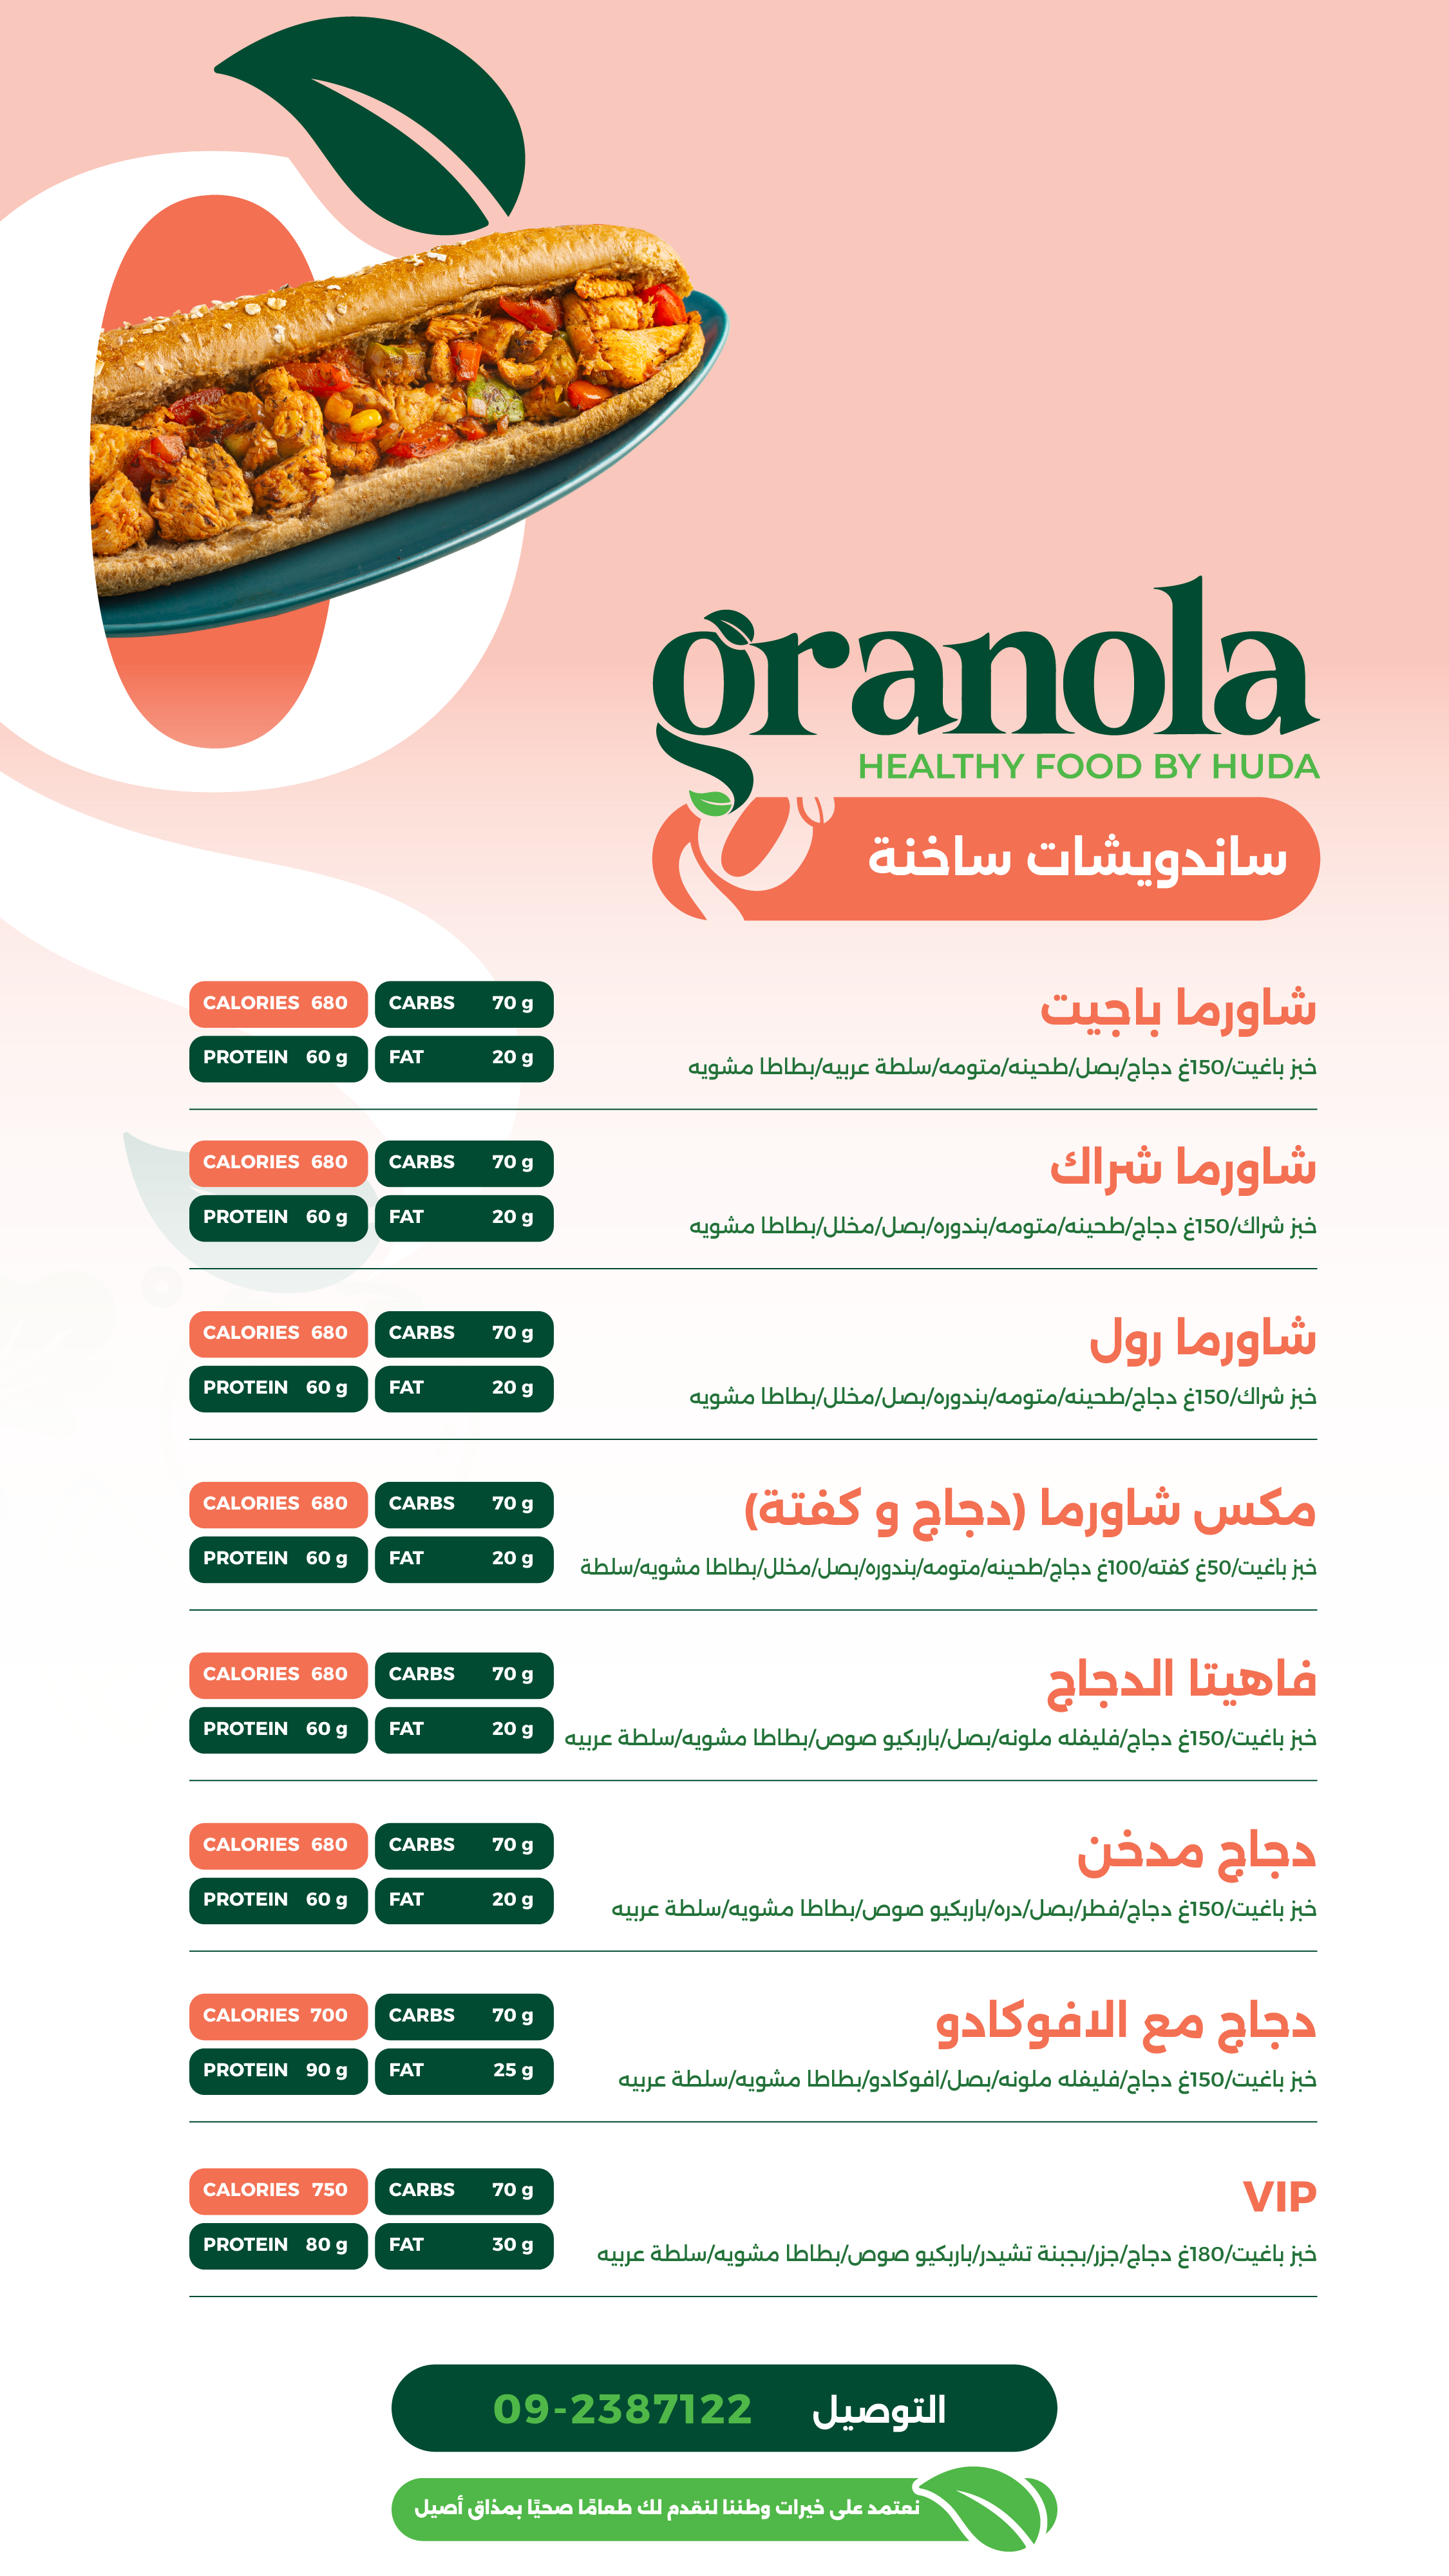 granola
HEALTHY FOOD BY HUDA
ساندويشات ساخنة
شاورما باجيت
خبز باغيت/150غ دجاج/بصل/طحينه/متومه/سلطة عربيه/بطاطا مشويه
CALORIES 680 CARBS 70 g
PROTEIN 60 g FAT 20 g
شاورما شراك
خبز شراك/150غ دجاج/طحينه/متومه/بندوره/بصل/مخلل/بطاطا مشويه
CALORIES 680 CARBS 70 g
PROTEIN 60 g FAT 20 g
شاورما رول
خبز شراك/150غ دجاج/طحينه/متومه/بندوره/بصل/مخلل/بطاطا مشويه
CALORIES 680 CARBS 70 g
PROTEIN 60 g FAT 20 g
مكس شاورما (دجاج و كفتة)
خبز باغيت/50غ كفته/100غ دجاج/طحينه/متومه/بندوره/بصل/مخلل/بطاطا مشويه/سلطة
CALORIES 680 CARBS 70 g
PROTEIN 60 g FAT 20 g
فاهيتا الدجاج
خبز باغيت/150غ دجاج/فليفله ملونه/بصل/باربكيو صوص/بطاطا مشويه/سلطة عربيه
CALORIES 680 CARBS 70 g
PROTEIN 60 g FAT 20 g
دجاج مدخن
خبز باغيت/150غ دجاج/فطر/بصل/دره/باربكيو صوص/بطاطا مشويه/سلطة عربيه
CALORIES 680 CARBS 70 g
PROTEIN 60 g FAT 20 g
دجاج مع الافوكادو
خبز باغيت/150غ دجاج/فليفله ملونه/بصل/افوكادو/بطاطا مشويه/سلطة عربيه
CALORIES 700 CARBS 70 g
PROTEIN 90 g FAT 25 g
VIP
خبز باغيت/180غ دجاج/جزر/بجبنة تشيدر/باربكيو صوص/بطاطا مشويه/سلطة عربيه
CALORIES 750 CARBS 70 g
PROTEIN 80 g FAT 30 g
التوصيل 09-2387122
نعتمد على خيرات وطننا لنقدم لك طعامًا صحيًا بمذاق أصيل